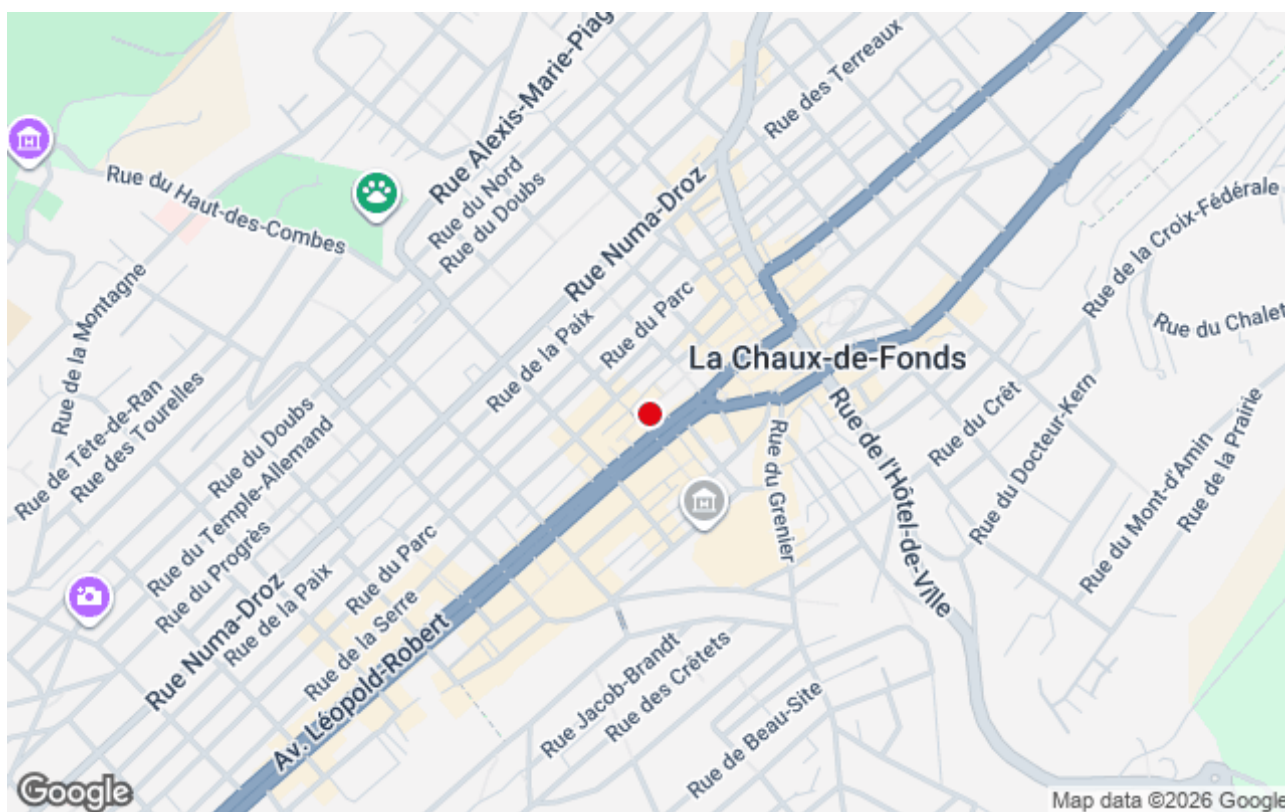 Rue Alexis-Marie-Piag
Rue des Terreaux
Rue du Haut-des-Combes
Rue du Nord
Rue du Doubs
Rue Numa-Droz
Rue de la Croix-Fédérale
Rue de la Montagne
Rue du Parc
Rue de la Paix
Rue du Chalet
La Chaux-de-Fonds
Rue de Tête-de-Ran
Rue des Tourelles
Rue du Doubs
Rue du Temple-Allemand
Rue du Progrès
Rue Numa-Droz
Rue de la Paix
Rue du Parc
Rue de la Serre
Av. Léopold-Robert
Rue du Grenier
Rue de l'Hôtel-de-Ville
Rue du Crêt
Rue du Docteur-Kern
Rue du Mont-d'Amin
Rue de la Prairie
Rue Jacob-Brandt
Rue des Crêtets
Rue de Beau-Site
Google
Map data ©2026 Google